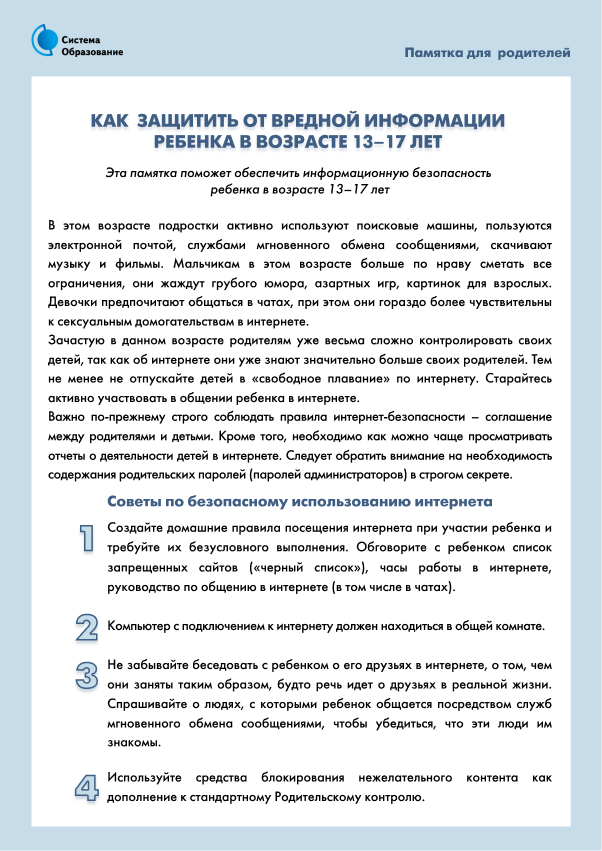 Система
Образование
Памятка для родителей
КАК ЗАЩИТИТЬ ОТ ВРЕДНОЙ ИНФОРМАЦИИ
РЕБЕНКА В ВОЗРАСТЕ 13–17 ЛЕТ
Эта памятка поможет обеспечить информационную безопасность
ребенка в возрасте 13–17 лет
В этом возрасте подростки активно используют поисковые машины, пользуются
электронной почтой, службами мгновенного обмена сообщениями, скачивают
музыку и фильмы. Мальчикам в этом возрасте больше по нраву сметать все
ограничения, они жаждут грубого юмора, азартных игр, картинок для взрослых.
Девочки предпочитают общаться в чатах, при этом они гораздо более чувствительны
к сексуальным домогательствам в интернете.
Зачастую в данном возрасте родителям уже весьма сложно контролировать своих
детей, так как об интернете они уже знают значительно больше своих родителей. Тем
не менее не отпускайте детей в «свободное плавание» по интернету. Старайтесь
активно участвовать в общении ребенка в интернете.
Важно по-прежнему строго соблюдать правила интернет-безопасности – соглашение
между родителями и детьми. Кроме того, необходимо как можно чаще просматривать
отчеты о деятельности детей в интернете. Следует обратить внимание на необходимость
содержания родительских паролей (паролей администраторов) в строгом секрете.
Советы по безопасному использованию интернета
1 Создайте домашние правила посещения интернета при участии ребенка и
требуйте их безусловного выполнения. Обговорите с ребенком список
запрещенных сайтов («черный список»), часы работы в интернете,
руководство по общению в интернете (в том числе в чатах).
2 Компьютер с подключением к интернету должен находиться в общей комнате.
3 Не забывайте беседовать с ребенком о его друзьях в интернете, о том, чем
они заняты таким образом, будто речь идет о друзьях в реальной жизни.
Спрашивайте о людях, с которыми ребенок общается посредством служб
мгновенного обмена сообщениями, чтобы убедиться, что эти люди им
знакомы.
4 Используйте средства блокирования нежелательного контента как
дополнение к стандартному Родительскому контролю.